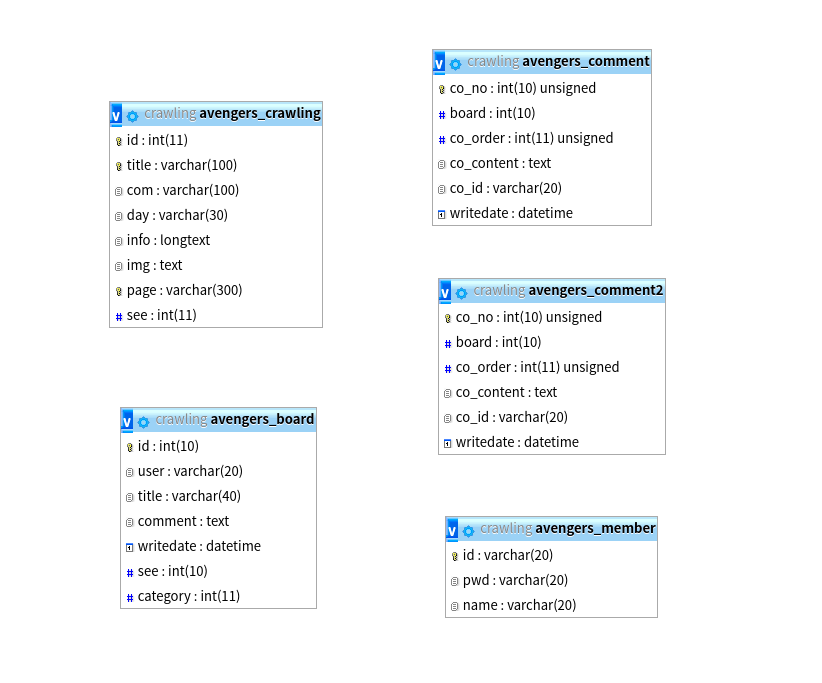 v crawling avengers_crawling
id : int(11)
title : varchar(100)
com : varchar(100)
day : varchar(30)
info : longtext
img : text
page : varchar(300)
# see : int(11)
v crawling avengers_board
id : int(10)
user : varchar(20)
title : varchar(40)
comment : text
writedate : datetime
# see : int(10)
# category : int(11)
v crawling avengers_comment
co_no : int(10) unsigned
# board : int(10)
# co_order : int(11) unsigned
co_content : text
co_id : varchar(20)
writedate : datetime
v crawling avengers_comment2
co_no : int(10) unsigned
# board : int(10)
# co_order : int(11) unsigned
co_content : text
co_id : varchar(20)
writedate : datetime
v crawling avengers_member
id : varchar(20)
pwd : varchar(20)
name : varchar(20)